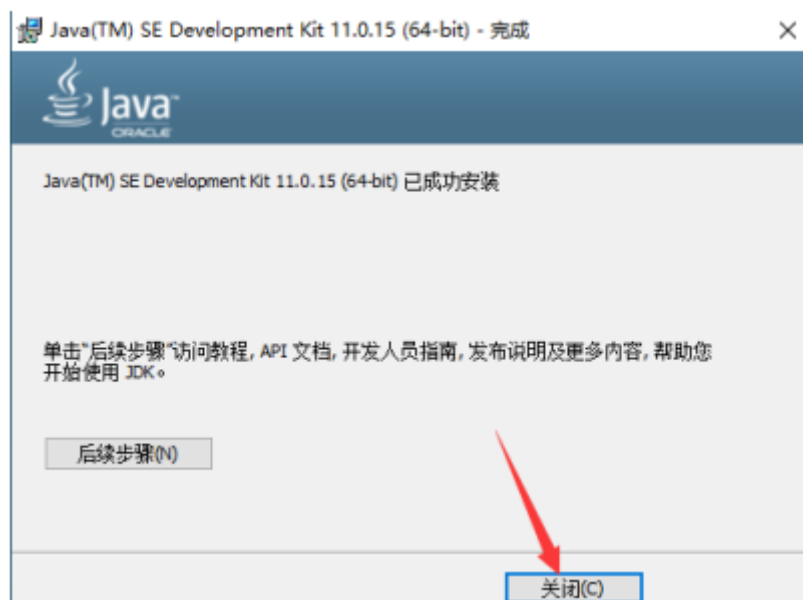 Java(TM) SE Development Kit 11.0.15 (64-bit) - 完成
Java™
ORACLE
Java(TM) SE Development Kit 11.0.15 (64-bit) 已成功安装
单击"后续步骤"访问教程, API 文档, 开发人员指南, 发布说明及更多内容, 帮助您
开始使用 JDK。
后续步骤(N)
关闭(C)